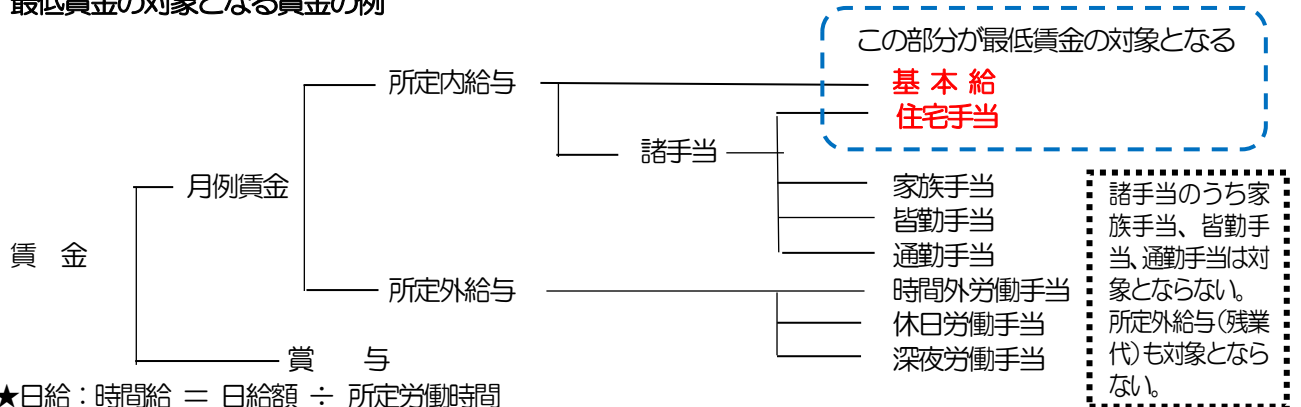 最低賃金の対象となる賃金の例
この部分が最低賃金の対象となる
所定内給与
基 本 給
住宅手当
諸手当
月例賃金
家族手当
皆勤手当
通勤手当
賃 金
所定外給与
時間外労働手当
休日労働手当
深夜労働手当
賞 与
諸手当のうち家
族手当、皆勤手
当、通勤手当は対
象とならない。
所定外給与(残業
代)も対象となら
ない。
★日給：時間給 ＝ 日給額 ÷ 所定労働時間